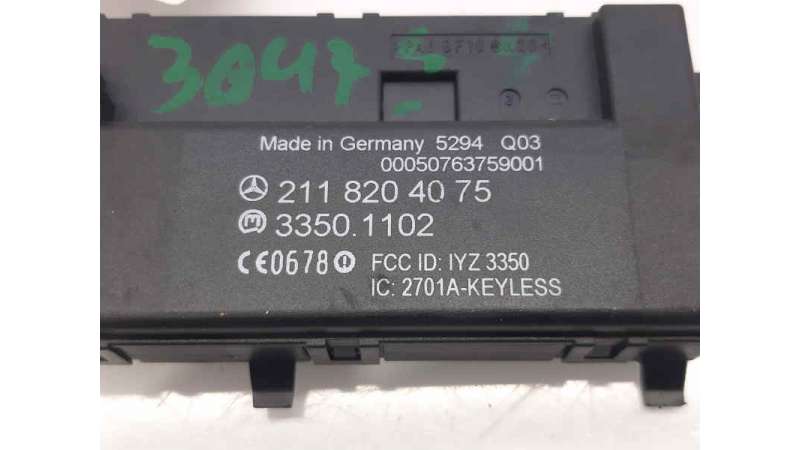 Made in Germany 5294 Q03
00050763759001
211 820 40 75
3350.1102
CE0678
FCC ID: IYZ 3350
IC: 2701A-KEYLESS